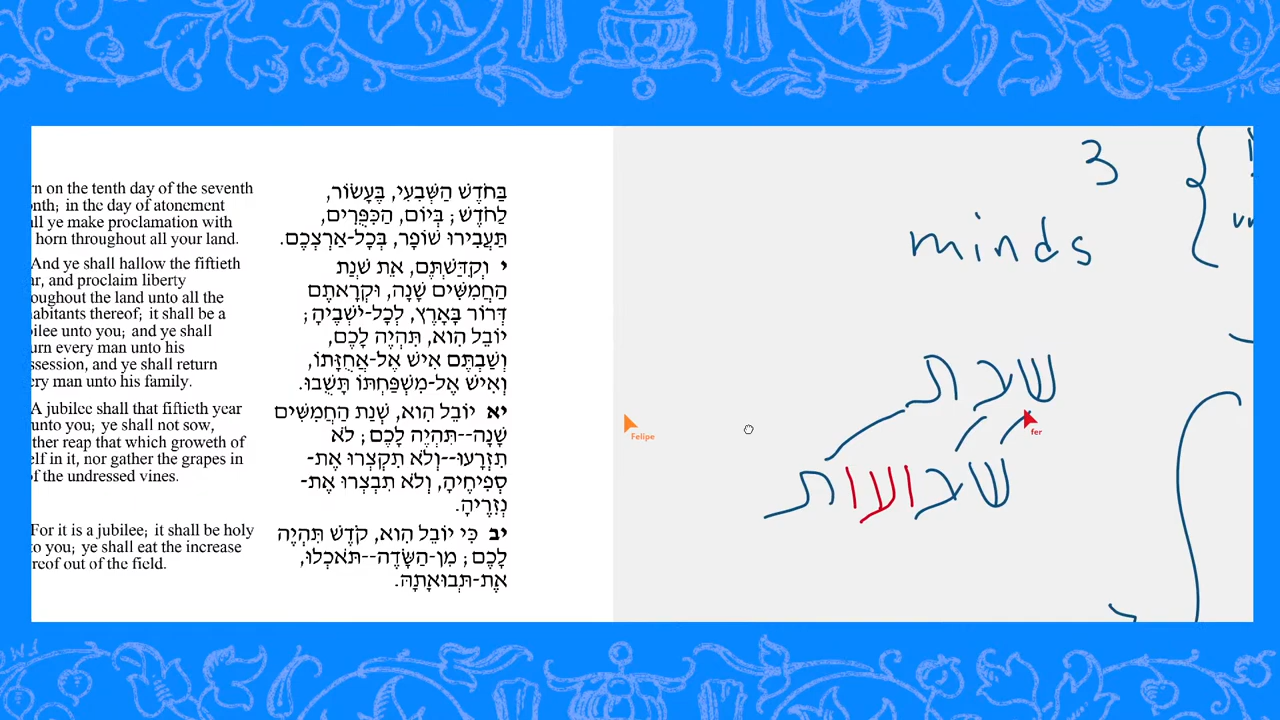 rn on the tenth day of the seventh
nth; in the day of atonement
ll ye make proclamation with
horn throughout all your land.
And ye shall hallow the fiftieth
ar, and proclaim liberty
oughout the land unto all the
habitants thereof; it shall be a
bilee unto you; and ye shall
urn every man unto his
ssession, and ye shall return
ery man unto his family.
A jubilee shall that fiftieth year
unto you; ye shall not sow,
ther reap that which groweth of
elf in it, nor gather the grapes in
of the undressed vines.
For it is a jubilee; it shall be holy
to you; ye shall eat the increase
reof out of the field.
בַּחֹדֶשׁ הַשְּׁבִעִי, בֶּעָשׂוֹר,
לַחֹדֶשׁ; בְּיוֹם, הַכִּפֻּרִים,
תַּעֲבִירוּ שׁוֹפָר, בְּכָל-אַרְצְכֶם.
י וְקִדַּשְׁתֶּם, אֵת שְׁנַת
הַחֲמִשִּׁים שָׁנָה, וּקְרָאתֶם
דְּרוֹר בָּאָרֶץ, לְכָל-יֹשְׁבֶיהָ;
יוֹבֵל הִוא, תִּהְיֶה לָכֶם,
וְשַׁבְתֶּם אִישׁ אֶל-אֲחֻזָּתוֹ,
וְאִישׁ אֶל-מִשְׁפַּחְתּוֹ תָּשֻׁבוּ.
יא יוֹבֵל הִוא, שְׁנַת הַחֲמִשִּׁים
שָׁנָה--תִּהְיֶה לָכֶם; לֹא
תִזְרָעוּ--וְלֹא תִקְצְרוּ אֶת-
סְפִיחֶיהָ, וְלֹא תִבְצְרוּ אֶת-
נְזִרֶיהָ.
יב כִּי יוֹבֵל הִוא, קֹדֶשׁ תִּהְיֶה
לָכֶם; מִן-הַשָּׂדֶה--תֹּאכְלוּ,
אֶת-תְּבוּאָתָהּ.
3
minds
שבת
שבועות
Felipe
fer